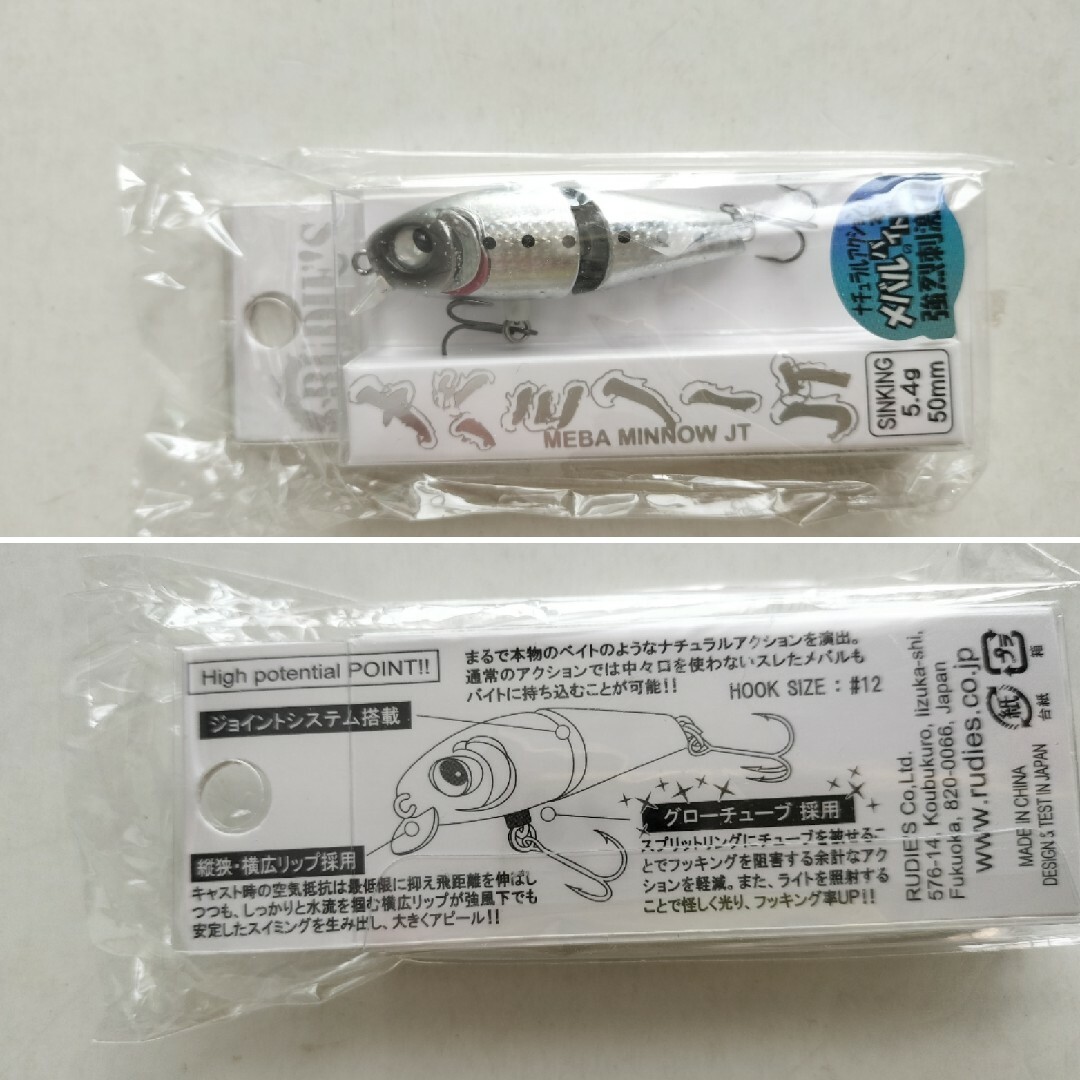 RUDIE'S
ナチュラルアクション
メバルバイト
強烈刺激
メバミノーJT
MEBA MINNOW JT
SINKING
5.4g
50mm
High potential POINT!!
まるで本物のベイトのようなナチュラルアクションを演出。
通常のアクションでは中々口を使わないスレたメバルも
バイトに持ち込むことが可能!!
HOOK SIZE : #12
ジョイントシステム搭載
グローチューブ 採用
スプリットリングにチューブを被せるこ
とでフッキングを阻害する余計なアク
ションを軽減。また、ライトを照射する
ことで怪しく光り、フッキング率UP!!
縦狭・横広リップ採用
キャスト時の空気抵抗は最低限に抑え飛距離を伸ばし
つつも、しっかりと水流を掴む横広リップが強風下でも
安定したスイミングを生み出し、大きくアピール!!
RUDIES Co,Ltd.
576-14 Koubukuro, Iizuka-shi,
Fukuoka, 820-0066, Japan
www.rudies.co.jp
MADE IN CHINA
DESIGN & TEST IN JAPAN
プラ
箱
紙
台紙